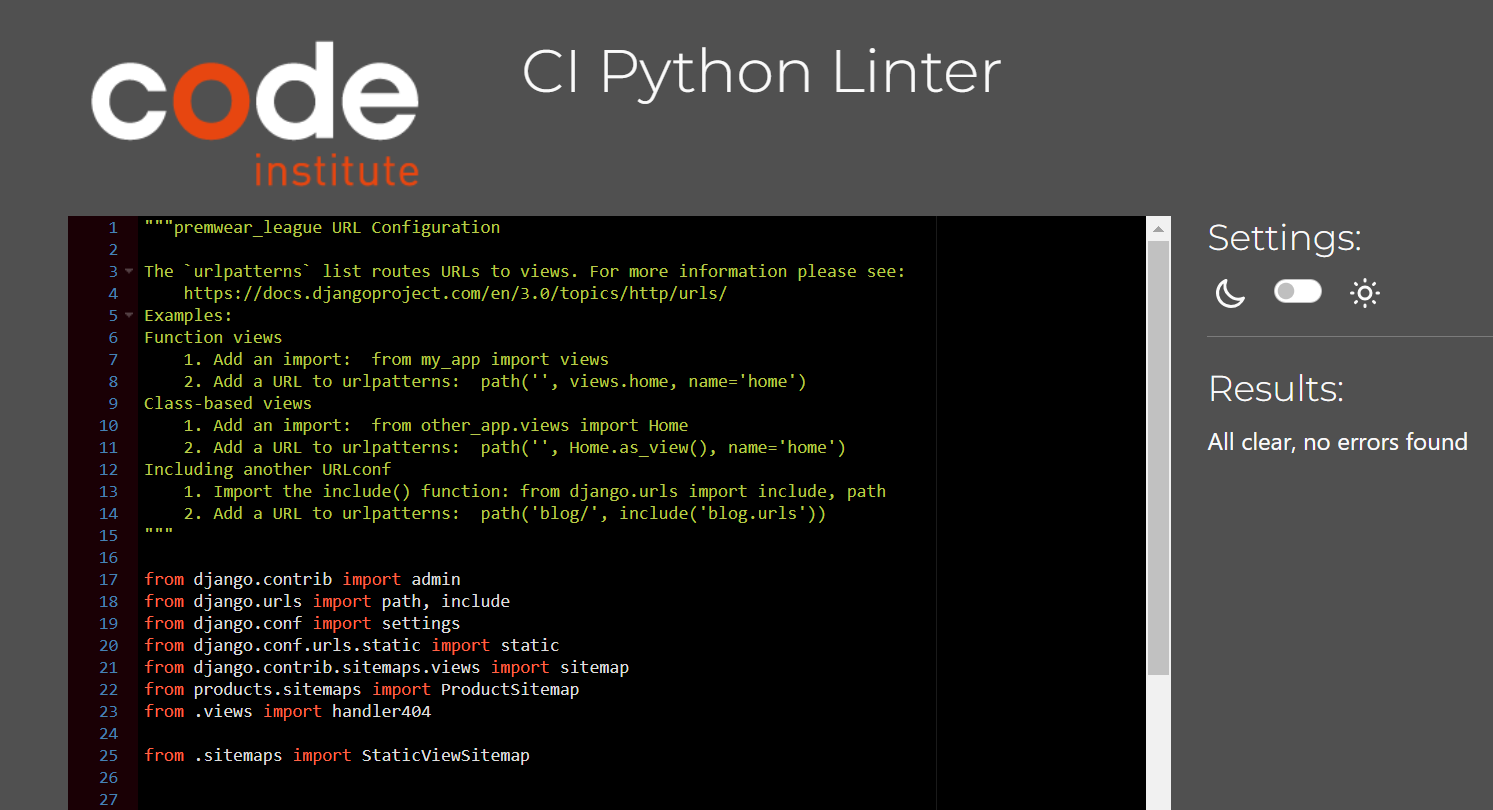 code
institute
CI Python Linter
1 """premwear_league URL Configuration
2
3 The `urlpatterns` list routes URLs to views. For more information please see:
4     https://docs.djangoproject.com/en/3.0/topics/http/urls/
5 Examples:
6 Function views
7     1. Add an import:  from my_app import views
8     2. Add a URL to urlpatterns:  path('', views.home, name='home')
9 Class-based views
10     1. Add an import:  from other_app.views import Home
11     2. Add a URL to urlpatterns:  path('', Home.as_view(), name='home')
12 Including another URLconf
13     1. Import the include() function: from django.urls import include, path
14     2. Add a URL to urlpatterns:  path('blog/', include('blog.urls'))
15 """
16
17 from django.contrib import admin
18 from django.urls import path, include
19 from django.conf import settings
20 from django.conf.urls.static import static
21 from django.contrib.sitemaps.views import sitemap
22 from products.sitemaps import ProductSitemap
23 from .views import handler404
24
25 from .sitemaps import StaticViewSitemap
26
27
Settings:
Results:
All clear, no errors found